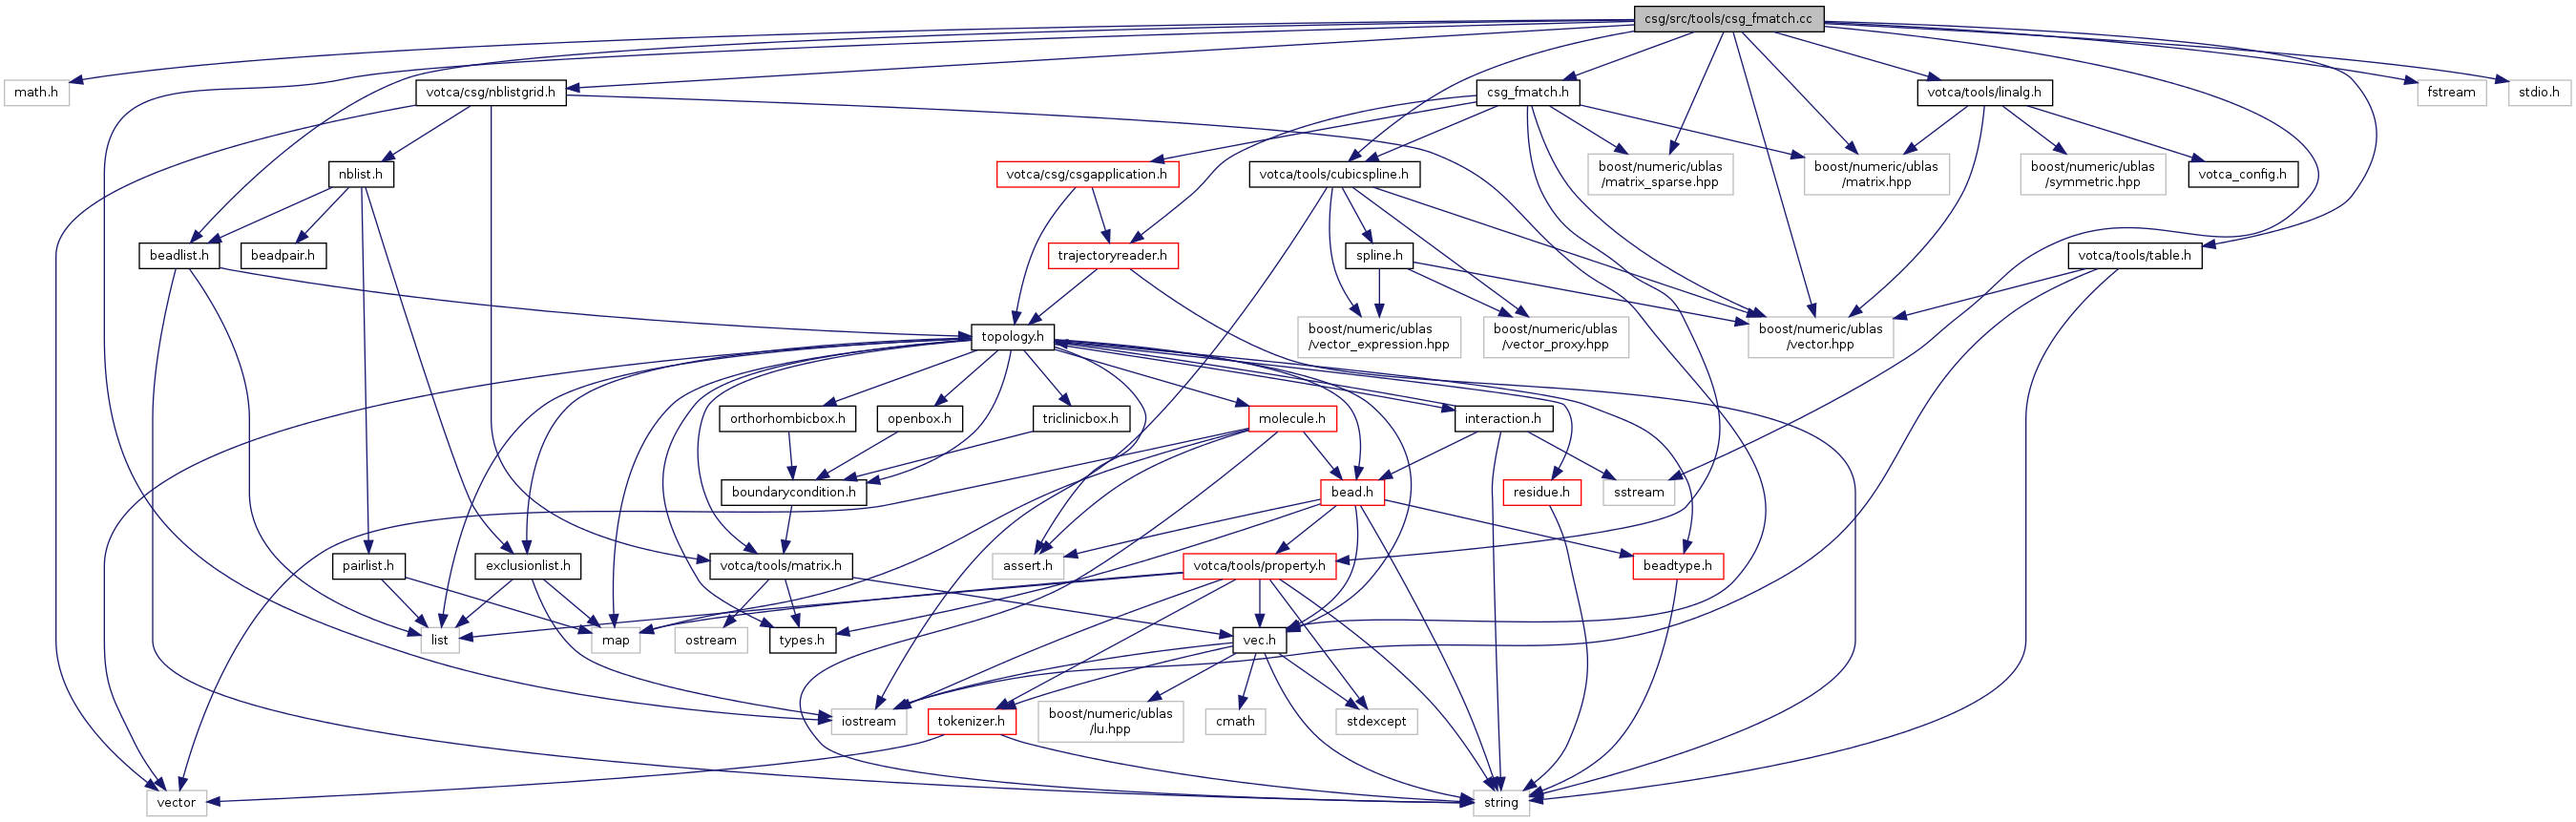 csg/src/tools/csg_fmatch.cc
math.h
votca/csg/nblistgrid.h
csg_fmatch.h
votca/tools/linalg.h
fstream
stdio.h
nblist.h
votca/csg/csgapplication.h
votca/tools/cubicspline.h
boost/numeric/ublas
/matrix_sparse.hpp
boost/numeric/ublas
/matrix.hpp
boost/numeric/ublas
/symmetric.hpp
votca_config.h
beadlist.h
beadpair.h
trajectoryreader.h
spline.h
votca/tools/table.h
topology.h
boost/numeric/ublas
/vector_expression.hpp
boost/numeric/ublas
/vector_proxy.hpp
boost/numeric/ublas
/vector.hpp
orthorhombicbox.h
openbox.h
triclinicbox.h
molecule.h
interaction.h
boundarycondition.h
bead.h
residue.h
sstream
pairlist.h
exclusionlist.h
votca/tools/matrix.h
assert.h
votca/tools/property.h
beadtype.h
list
map
ostream
types.h
vec.h
iostream
tokenizer.h
boost/numeric/ublas
/lu.hpp
cmath
stdexcept
vector
string